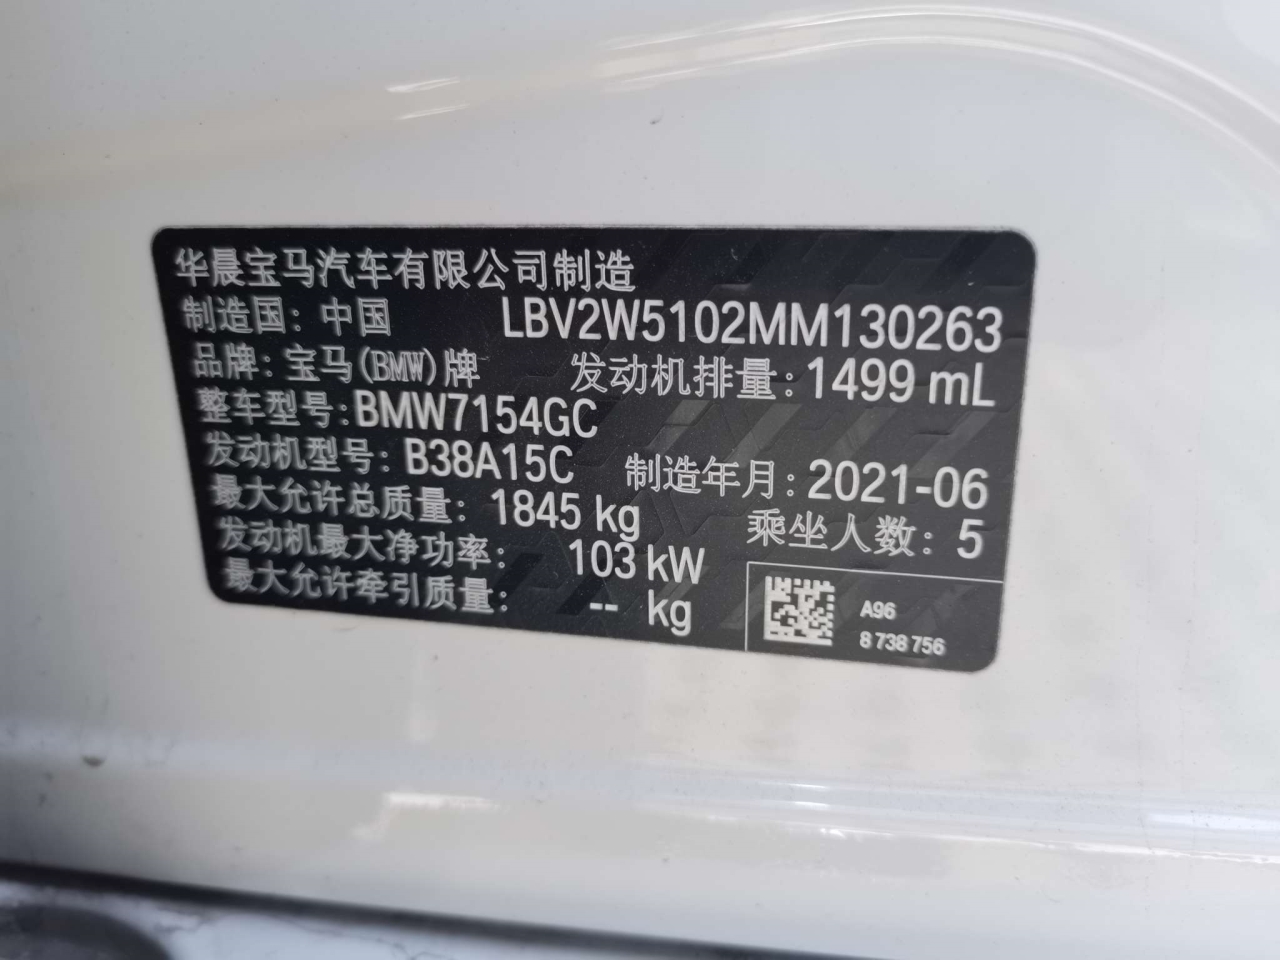 华晨宝马汽车有限公司制造
制造国：中国 LBV2W5102MM130263
品牌：宝马(BMW)牌 发动机排量：1499 mL
整车型号：BMW7154GC
发动机型号：B38A15C 制造年月：2021-06
最大允许总质量：1845 kg 乘坐人数：5
发动机最大净功率：103 kW
最大允许牵引质量：-- kg
A96
8 738 756